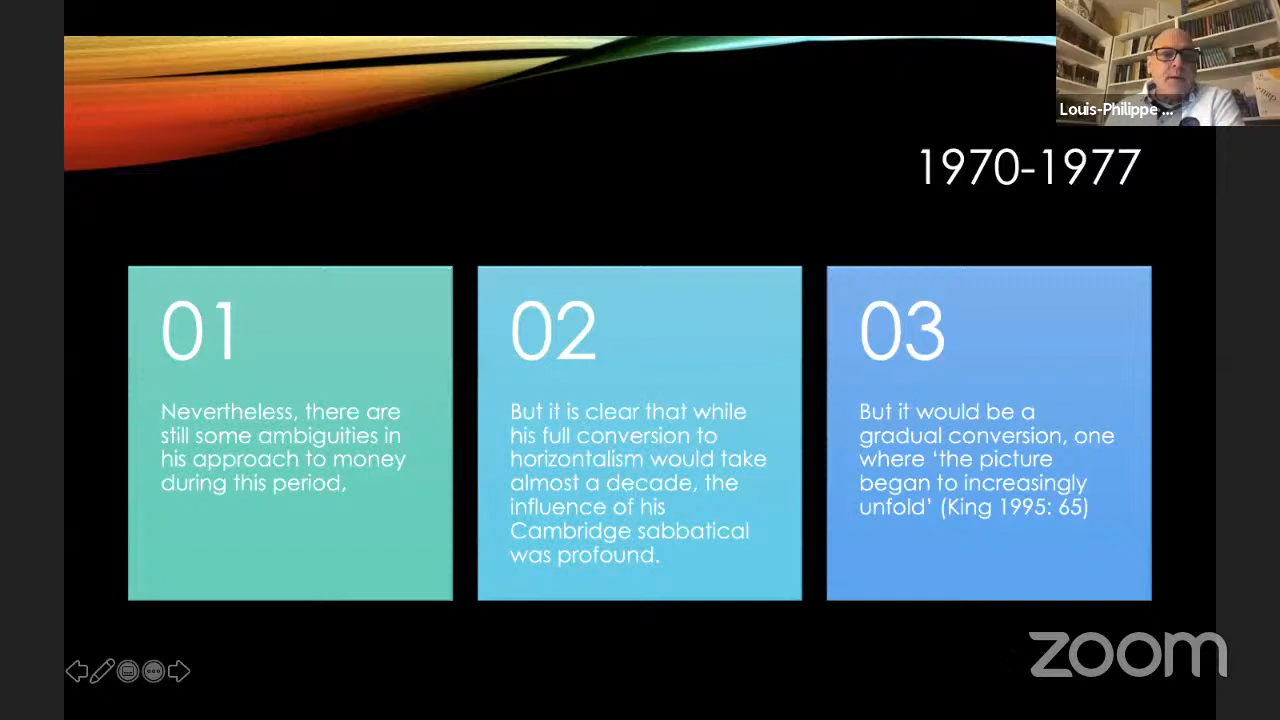 Louis-Philippe ...
1970-1977
01
Nevertheless, there are
still some ambiguities in
his approach to money
during this period,
02
But it is clear that while
his full conversion to
horizontalism would take
almost a decade, the
influence of his
Cambridge sabbatical
was profound.
03
But it would be a
gradual conversion, one
where ‘the picture
began to increasingly
unfold’ (King 1995: 65)
zoom